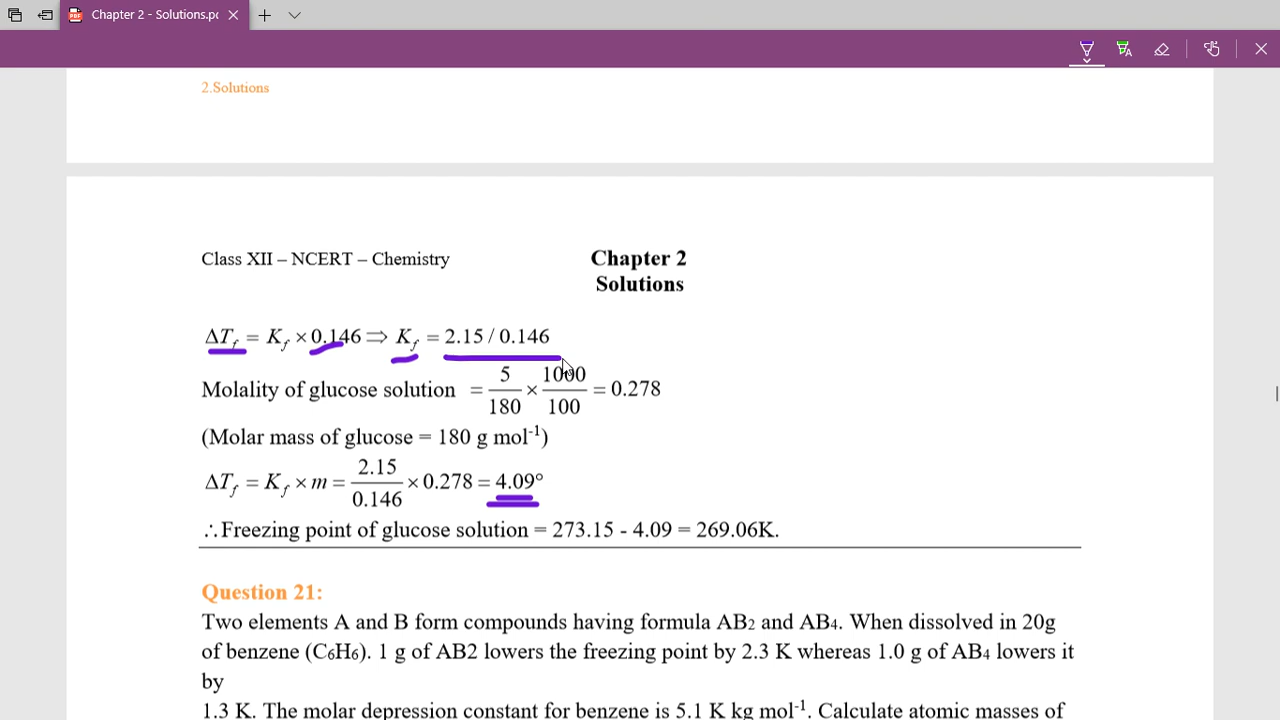 Chapter 2 - Solutions.pc
2.Solutions
Class XII – NCERT – Chemistry
Chapter 2
Solutions
ΔT_f = K_f × 0.146 ⇒ K_f = 2.15 / 0.146
Molality of glucose solution = 5/180 × 1000/100 = 0.278
(Molar mass of glucose = 180 g mol⁻¹)
ΔT_f = K_f × m = 2.15/0.146 × 0.278 = 4.09°
∴Freezing point of glucose solution = 273.15 - 4.09 = 269.06K.
Question 21:
Two elements A and B form compounds having formula AB₂ and AB₄. When dissolved in 20g
of benzene (C₆H₆). 1 g of AB2 lowers the freezing point by 2.3 K whereas 1.0 g of AB₄ lowers it
by
1.3 K. The molar depression constant for benzene is 5.1 K kg mol⁻¹. Calculate atomic masses of